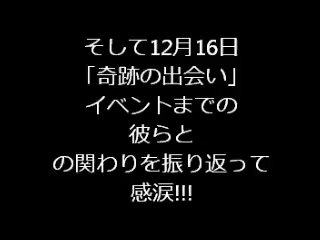 そして12月16日
「奇跡の出会い」
イベントまでの
彼らと
の関わりを振り返って
感涙!!!